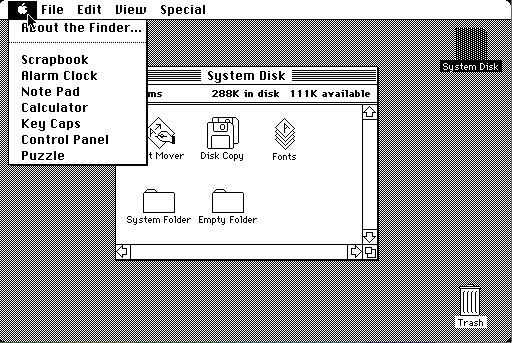 File Edit View Special
About the Finder...
Scrapbook
Alarm Clock
Note Pad
Calculator
Key Caps
Control Panel
Puzzle
System Disk
288K in disk 111K available
Mover
Disk Copy
Fonts
System Folder
Empty Folder
System Disk
Trash